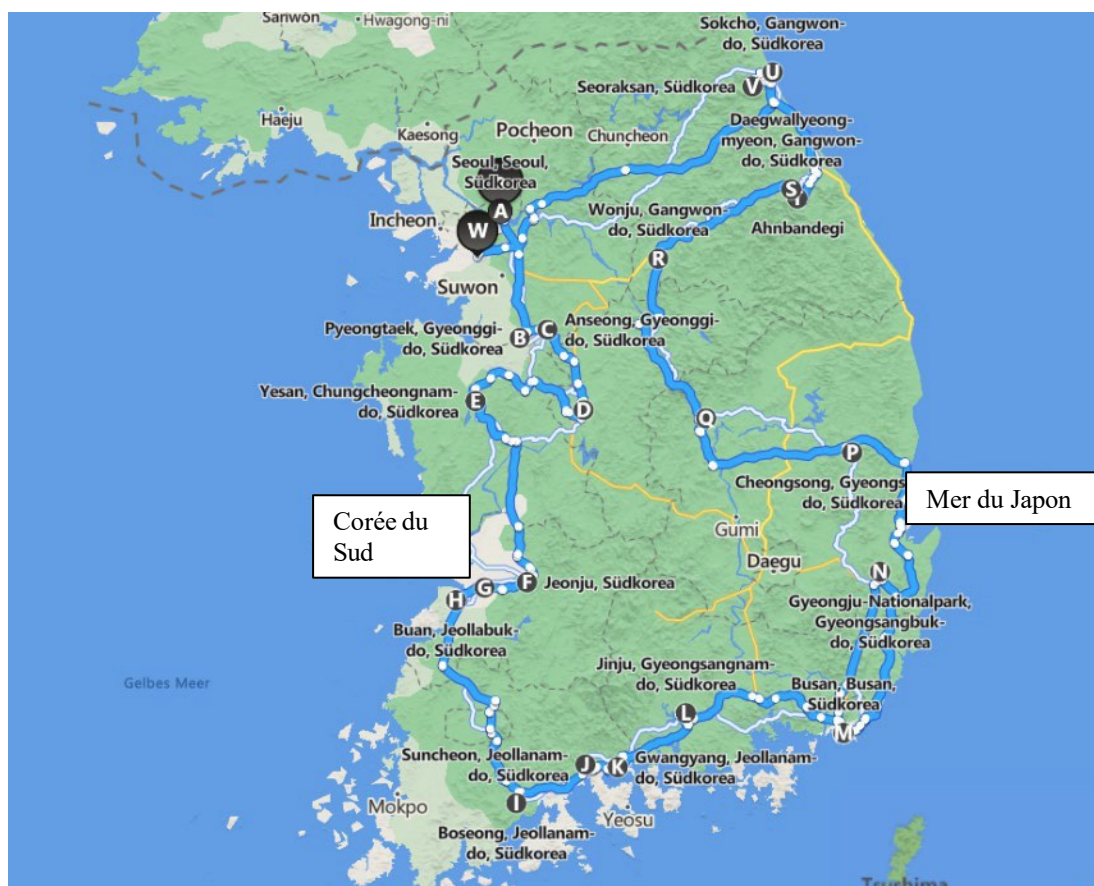 Sanwŏn
Hwagong-ni
Sokcho, Gangwon-
do, Südkorea
U
V
Seoraksan, Südkorea
Haeju
Kaesong
Pocheon
Chuncheon
Daegwallyeong-
myeon, Gangwon-
do, Südkorea
Seoul, Seoul,
Südkorea
A
S
Wonju, Gangwon-
do, Südkorea
Ahnbandegi
Incheon
W
R
Suwon
Pyeongtaek, Gyeonggi-
do, Südkorea
B
C
Anseong, Gyeonggi-
do, Südkorea
Yesan, Chungcheongnam-
do, Südkorea
E
D
Q
P
Cheongsong, Gyeongs
do, Südkorea
Mer du Japon
Corée du
Sud
Gumi
Daegu
N
Gyeongju-Nationalpark,
Gyeongsangbuk-
do, Südkorea
H
G
F
Jeonju, Südkorea
Buan, Jeollabuk-
do, Südkorea
Gelbes Meer
Jinju, Gyeongsangnam-
do, Südkorea
Busan, Busan,
Südkorea
L
M
Suncheon, Jeollanam-
do, Südkorea
J
K
Gwangyang, Jeollanam-
do, Südkorea
Mokpo
I
Yeosu
Boseong, Jeollanam-
do, Südkorea
Tsushima